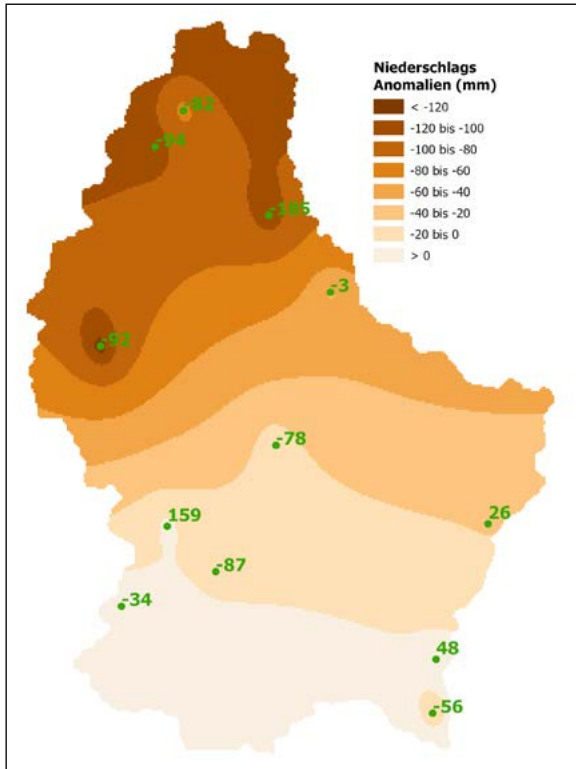 Niederschlags
Anomalien (mm)
< -120
-120 bis -100
-100 bis -80
-80 bis -60
-60 bis -40
-40 bis -20
-20 bis 0
> 0
-82
-94
-185
-3
-92
-78
159
26
-87
-34
48
-56